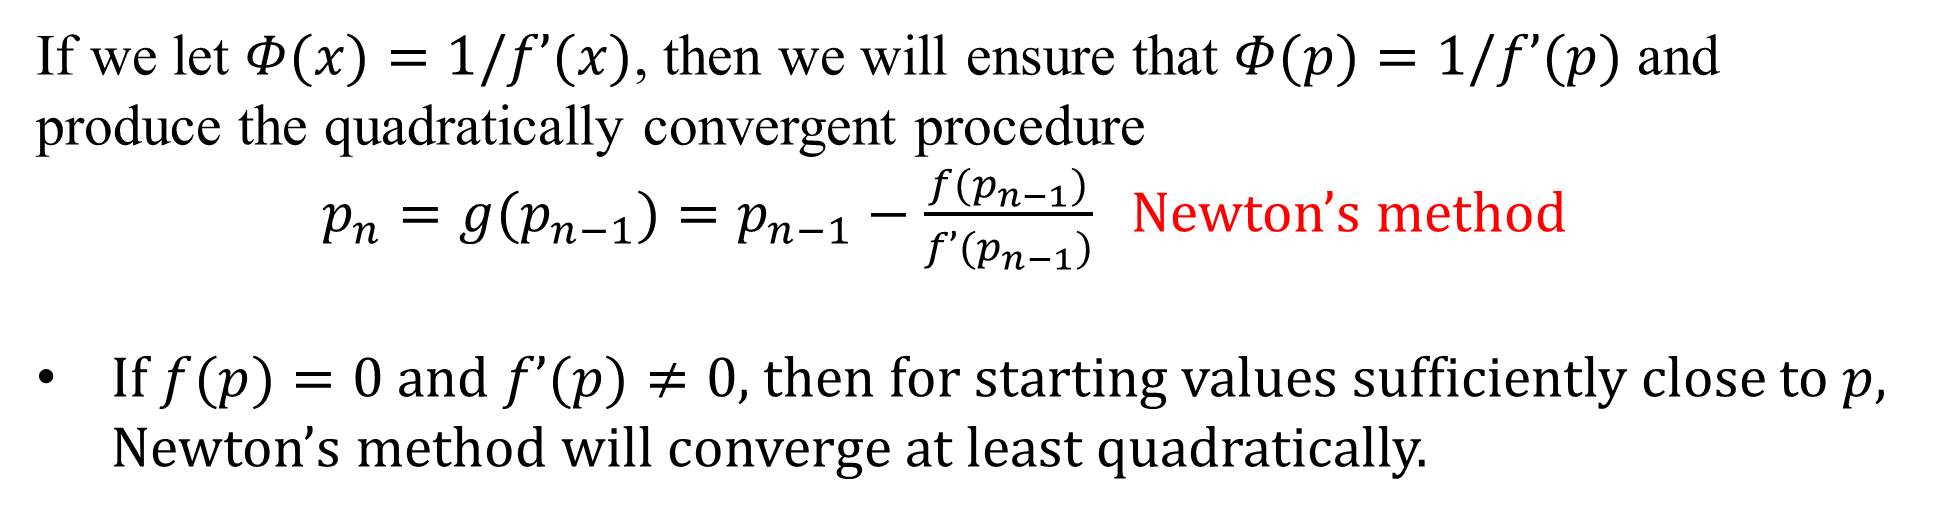 If we let Φ(x) = 1/f’(x), then we will ensure that Φ(p) = 1/f’(p) and
produce the quadratically convergent procedure
pₙ = g(pₙ₋₁) = pₙ₋₁ − f(pₙ₋₁)/f’(pₙ₋₁) Newton’s method
• If f(p) = 0 and f’(p) ≠ 0, then for starting values sufficiently close to p,
Newton’s method will converge at least quadratically.